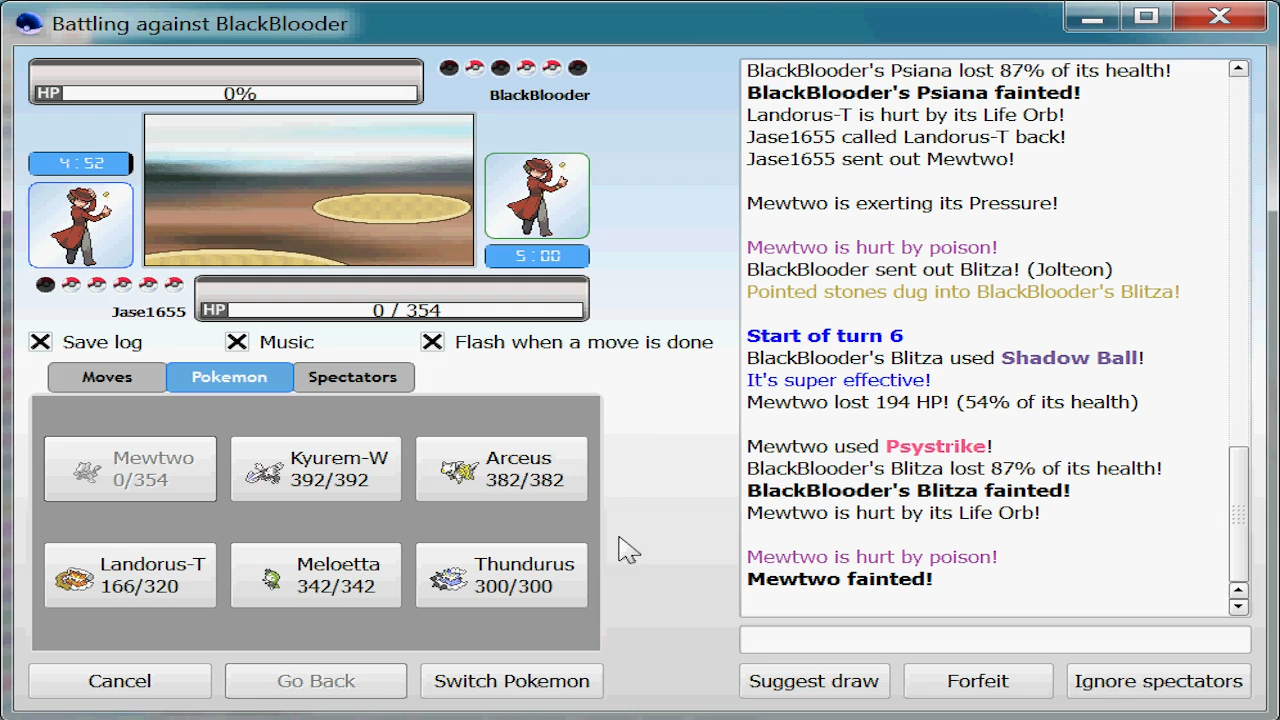 Battling against BlackBlooder
HP 0%
BlackBlooder
4:52
5:00
Jase1655
HP 0 / 354
Save log
Music
Flash when a move is done
Moves
Pokemon
Spectators
Mewtwo
0/354
Kyurem-W
392/392
Arceus
382/382
Landorus-T
166/320
Meloetta
342/342
Thundurus
300/300
Cancel
Go Back
Switch Pokemon
BlackBlooder's Psiana lost 87% of its health!
BlackBlooder's Psiana fainted!
Landorus-T is hurt by its Life Orb!
Jase1655 called Landorus-T back!
Jase1655 sent out Mewtwo!
Mewtwo is exerting its Pressure!
Mewtwo is hurt by poison!
BlackBlooder sent out Blitza! (Jolteon)
Pointed stones dug into BlackBlooder's Blitza!
Start of turn 6
BlackBlooder's Blitza used Shadow Ball!
It's super effective!
Mewtwo lost 194 HP! (54% of its health)
Mewtwo used Psystrike!
BlackBlooder's Blitza lost 87% of its health!
BlackBlooder's Blitza fainted!
Mewtwo is hurt by its Life Orb!
Mewtwo is hurt by poison!
Mewtwo fainted!
Suggest draw
Forfeit
Ignore spectators